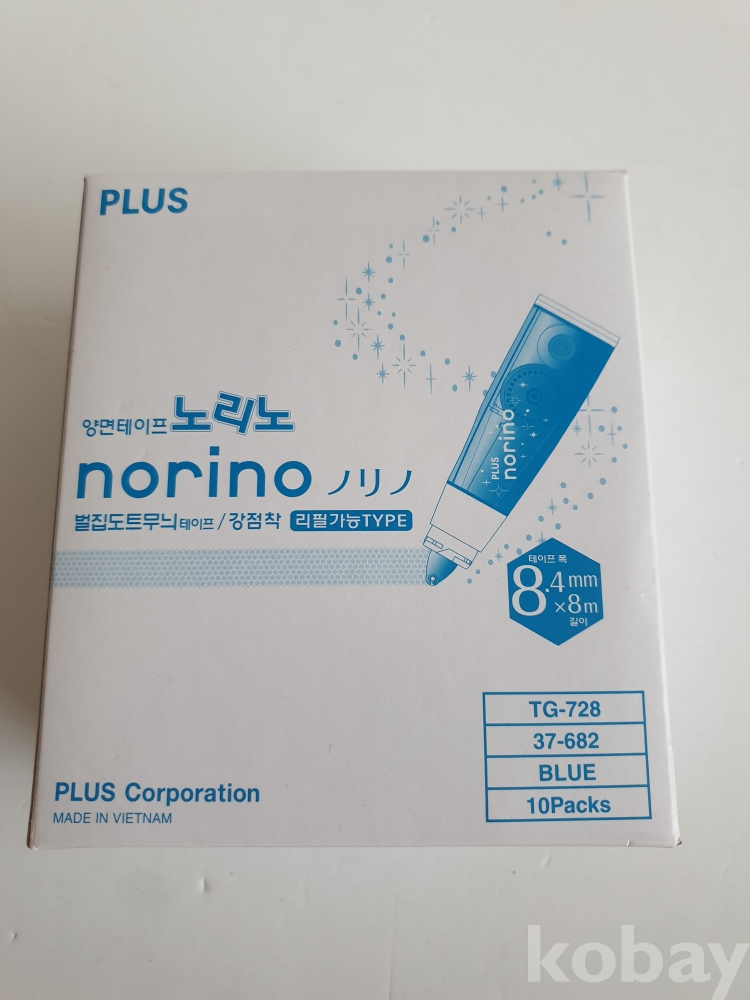 PLUS
양면테이프 노리노
norino ノリノ
벌집도트무늬테이프/강점착 리필가능TYPE
PLUS
norino
테이프 폭
8.4mm
×8m
길이
TG-728
37-682
BLUE
10Packs
PLUS Corporation
MADE IN VIETNAM
kobay